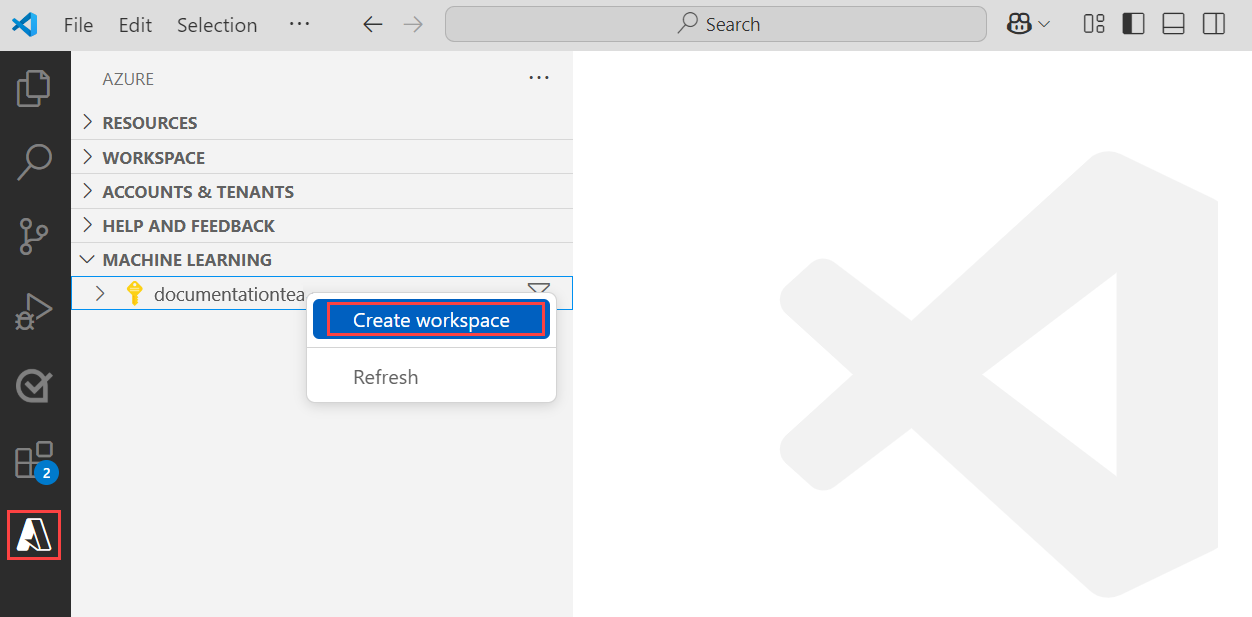 File Edit Selection ··· Search
AZURE ···
RESOURCES
WORKSPACE
ACCOUNTS & TENANTS
HELP AND FEEDBACK
MACHINE LEARNING
documentationtea
Create workspace
Refresh
2